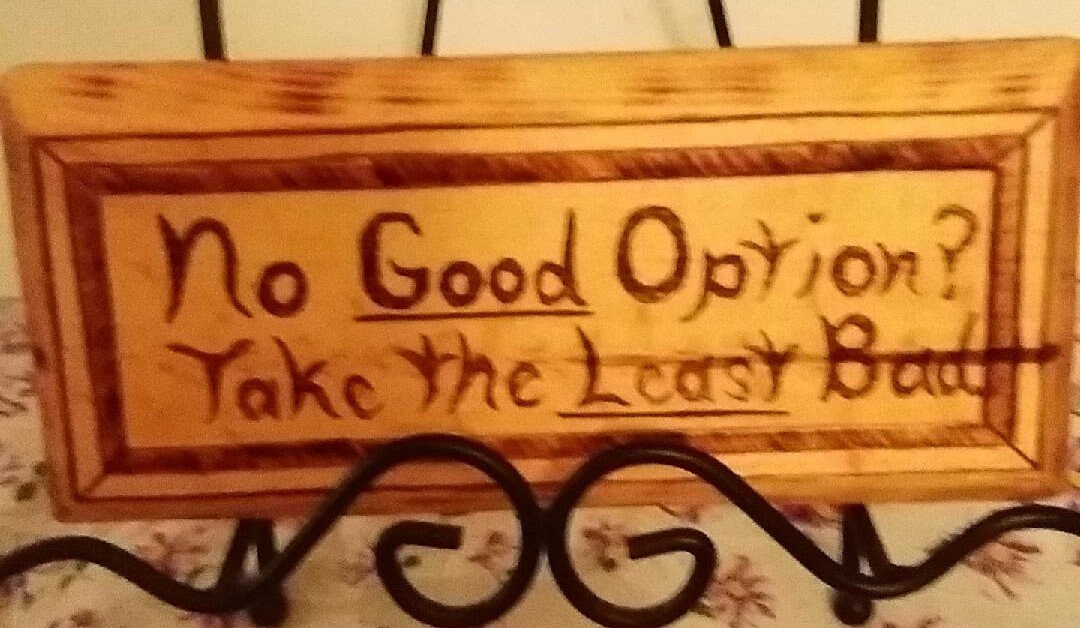 No Good Option?
Take the Least Bad